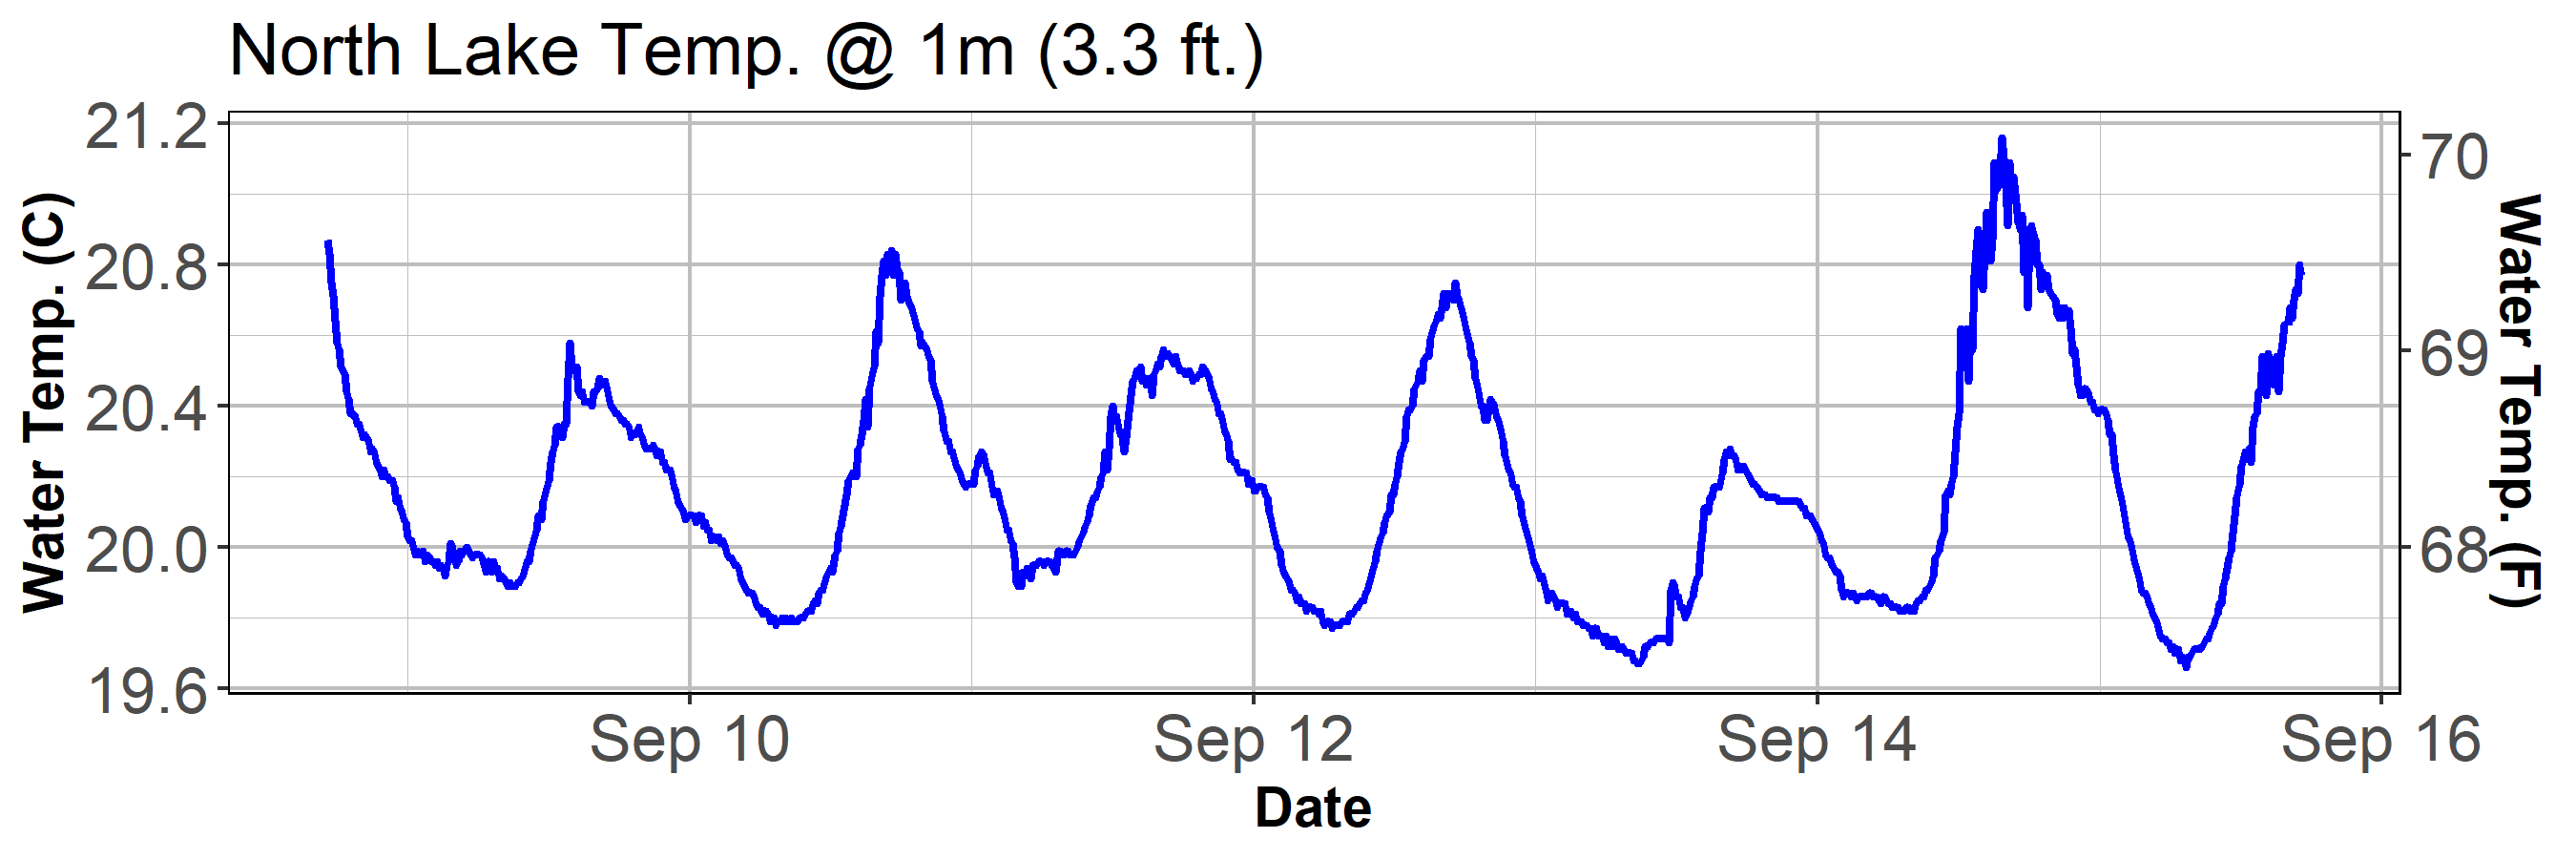 North Lake Temp. @ 1m (3.3 ft.)
Water Temp. (C)
21.2
20.8
20.4
20.0
19.6
70
69
68
Water Temp. (F)
Sep 10
Sep 12
Sep 14
Sep 16
Date